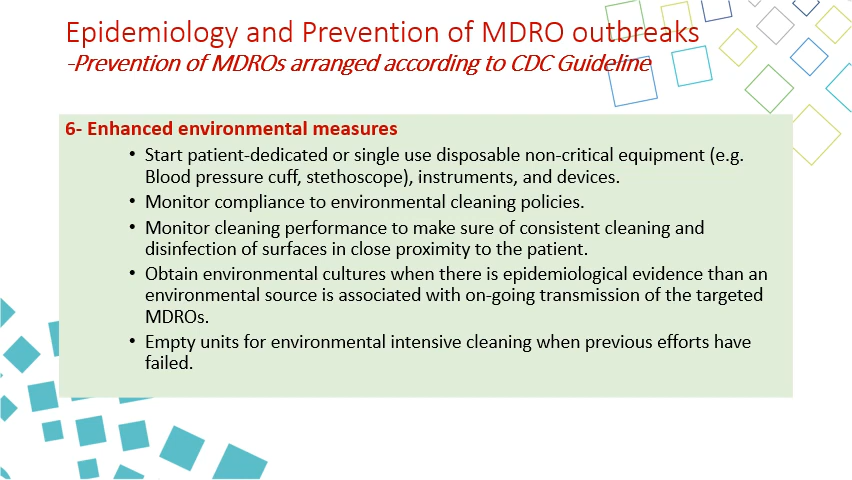 Epidemiology and Prevention of MDRO outbreaks
-Prevention of MDROs arranged according to CDC Guideline
6- Enhanced environmental measures
• Start patient-dedicated or single use disposable non-critical equipment (e.g.
Blood pressure cuff, stethoscope), instruments, and devices.
• Monitor compliance to environmental cleaning policies.
• Monitor cleaning performance to make sure of consistent cleaning and
disinfection of surfaces in close proximity to the patient.
• Obtain environmental cultures when there is epidemiological evidence than an
environmental source is associated with on-going transmission of the targeted
MDROs.
• Empty units for environmental intensive cleaning when previous efforts have
failed.